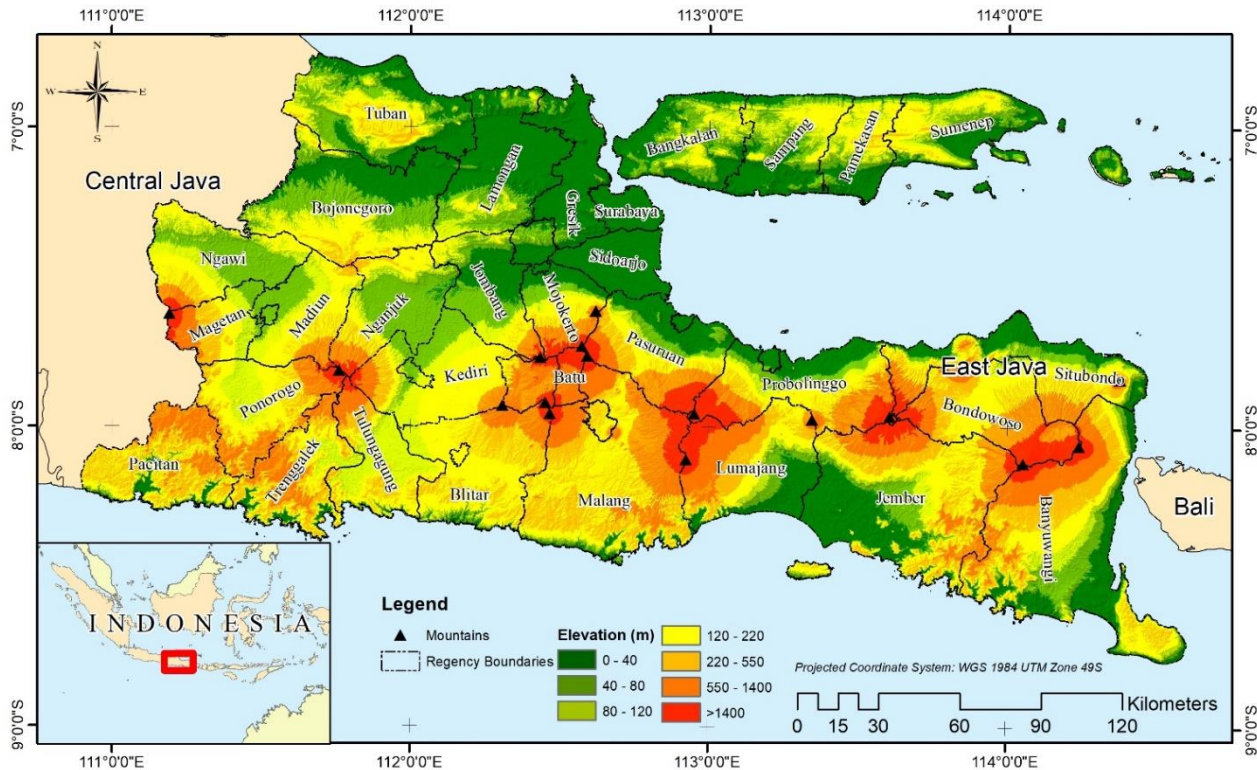 111°0'0"E
112°0'0"E
113°0'0"E
114°0'0"E
N
W
E
S
7°0'0"S
7°0'0"S
Tuban
Bangkalan
Sampang
Pamekasan
Sumenep
Central Java
Lamongan
Bojonegoro
Gresik
Surabaya
Ngawi
Sidoarjo
Jombang
Mojokerto
Magetan
Madiun
Nganjuk
Pasuruan
Kediri
Batu
Probolinggo
East Java
Situbondo
Ponorogo
Bondowoso
8°0'0"S
8°0'0"S
Pacitan
Trenggalek
Tulungagung
Blitar
Malang
Lumajang
Jember
Banyuwangi
Bali
INDONESIA
Legend
Mountains
Regency Boundaries
Elevation (m)
0 - 40
40 - 80
80 - 120
120 - 220
220 - 550
550 - 1400
>1400
Projected Coordinate System: WGS 1984 UTM Zone 49S
Kilometers
0 15 30 60 90 120
9°0'0"S
9°0'0"S
111°0'0"E
112°0'0"E
113°0'0"E
114°0'0"E